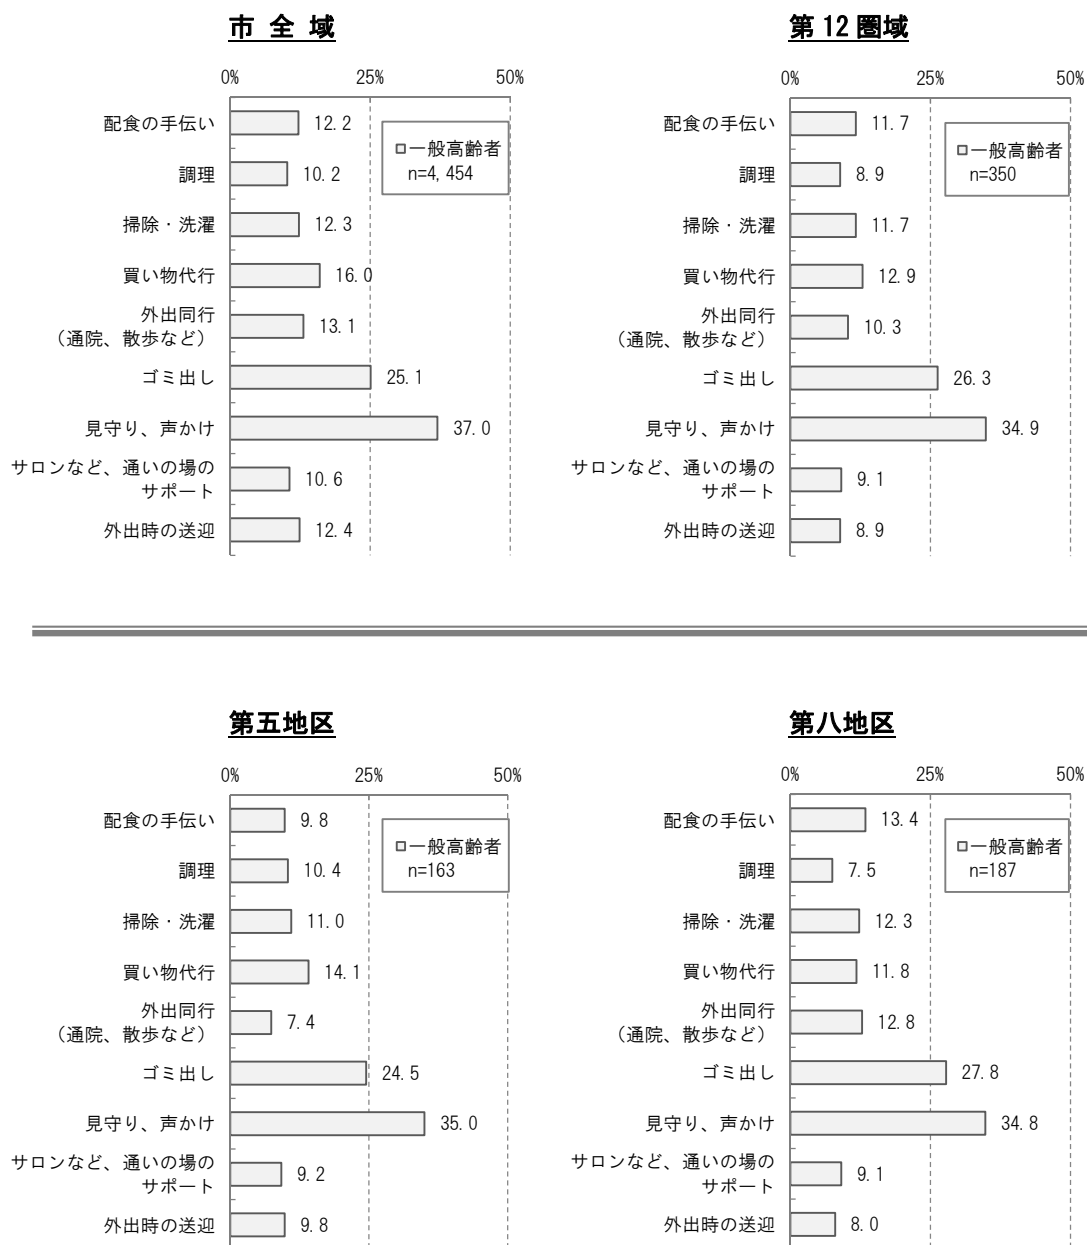 市 全 域
0% 25% 50%
配食の手伝い 12.2
調理 10.2
掃除・洗濯 12.3
買い物代行 16.0
外出同行
（通院、散歩など） 13.1
ゴミ出し 25.1
見守り、声かけ 37.0
サロンなど、通いの場の
サポート 10.6
外出時の送迎 12.4
一般高齢者
n=4,454
第12圏域
0% 25% 50%
配食の手伝い 11.7
調理 8.9
掃除・洗濯 11.7
買い物代行 12.9
外出同行
（通院、散歩など） 10.3
ゴミ出し 26.3
見守り、声かけ 34.9
サロンなど、通いの場の
サポート 9.1
外出時の送迎 8.9
一般高齢者
n=350
第五地区
0% 25% 50%
配食の手伝い 9.8
調理 10.4
掃除・洗濯 11.0
買い物代行 14.1
外出同行
（通院、散歩など） 7.4
ゴミ出し 24.5
見守り、声かけ 35.0
サロンなど、通いの場の
サポート 9.2
外出時の送迎 9.8
一般高齢者
n=163
第八地区
0% 25% 50%
配食の手伝い 13.4
調理 7.5
掃除・洗濯 12.3
買い物代行 11.8
外出同行
（通院、散歩など） 12.8
ゴミ出し 27.8
見守り、声かけ 34.8
サロンなど、通いの場の
サポート 9.1
外出時の送迎 8.0
一般高齢者
n=187